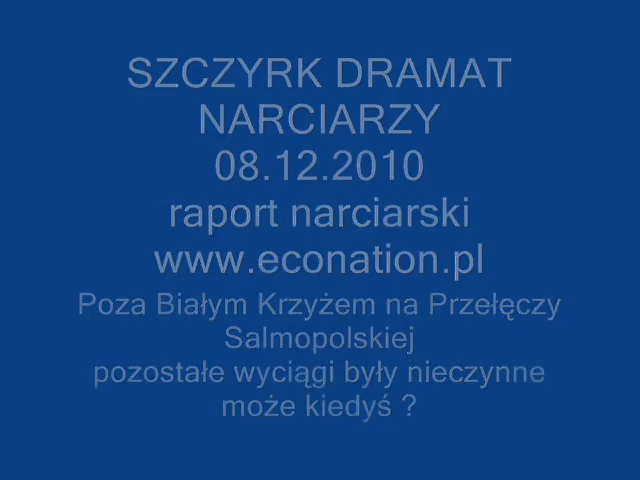 SZCZYRK DRAMAT
NARCIARZY
08.12.2010
raport narciarski
www.econation.pl
Poza Białym Krzyżem na Przełęczy
Salmopolskiej
pozostałe wyciągi były nieczynne
może kiedyś ?